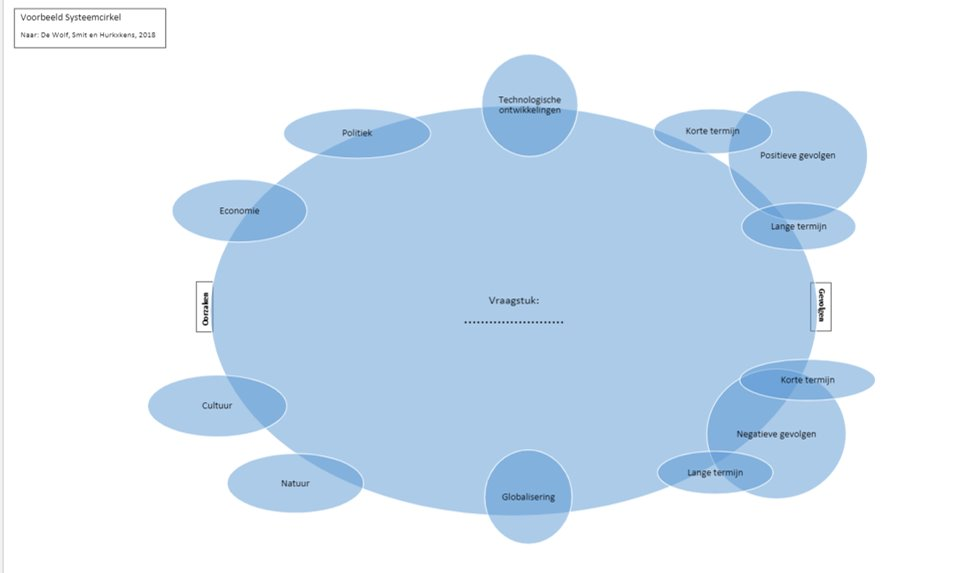 Voorbeeld Systeemcirkel
Naar: De Wolf, Smit en Hurkxkens, 2018
Technologische
ontwikkelingen
Politiek
Korte termijn
Positieve gevolgen
Economie
Lange termijn
Oorzaken
Vraagstuk:
........................
Gevolgen
Korte termijn
Cultuur
Negatieve gevolgen
Lange termijn
Natuur
Globalisering